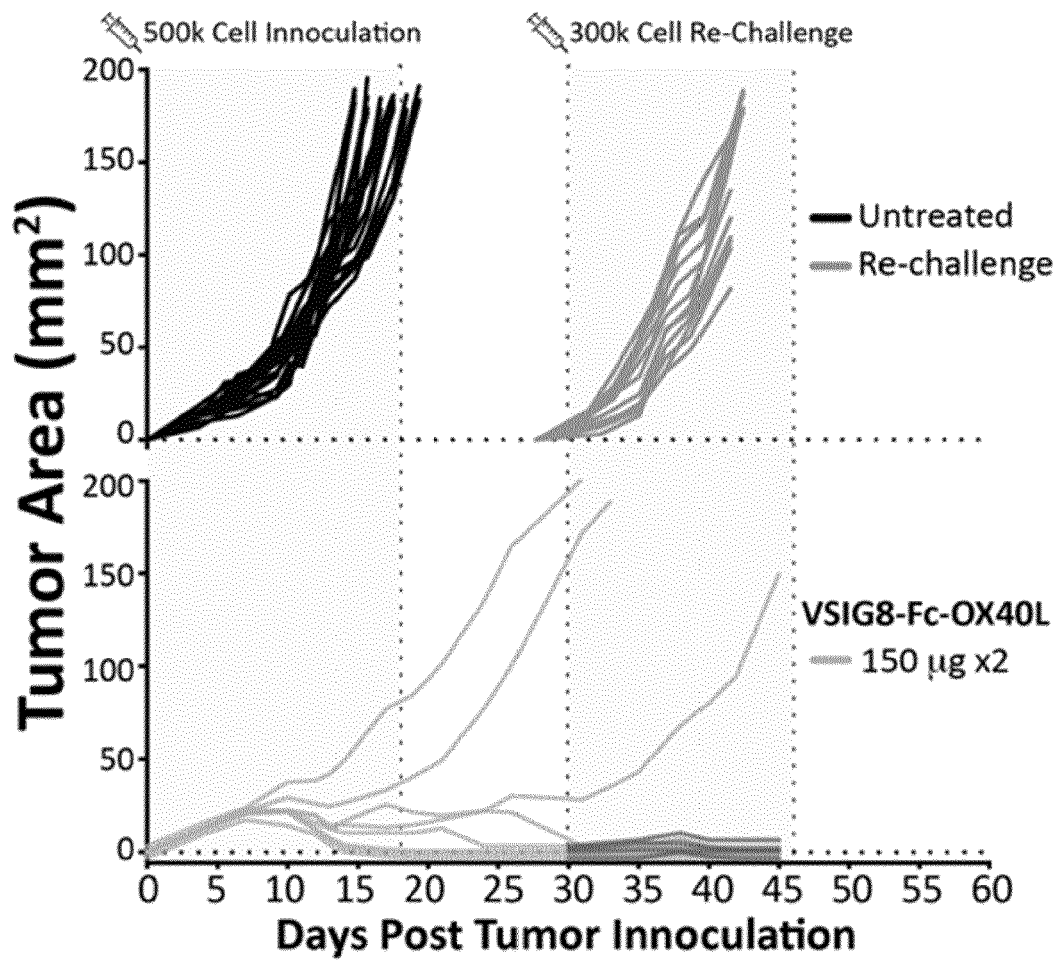 500k Cell Innoculation
300k Cell Re-Challenge
200
150
100
50
0
Untreated
Re-challenge
Tumor Area (mm²)
200
150
100
50
0
VSIG8-Fc-OX40L
150 µg x2
0 5 10 15 20 25 30 35 40 45 50 55 60
Days Post Tumor Innoculation